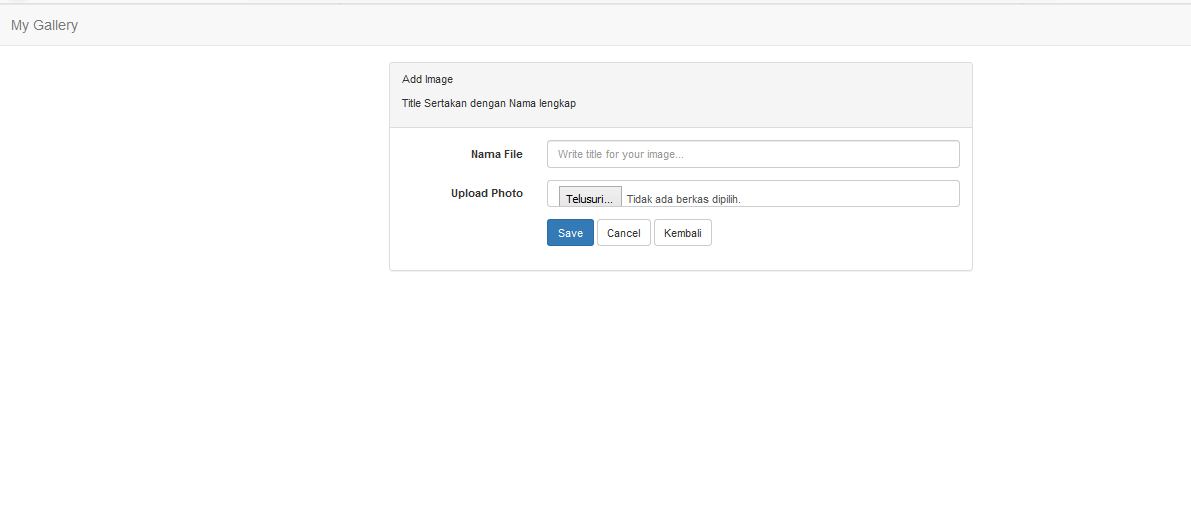 My Gallery
Add Image
Title Sertakan dengan Nama lengkap
Nama File Write title for your image...
Upload Photo Telusuri... Tidak ada berkas dipilih.
Save Cancel Kembali